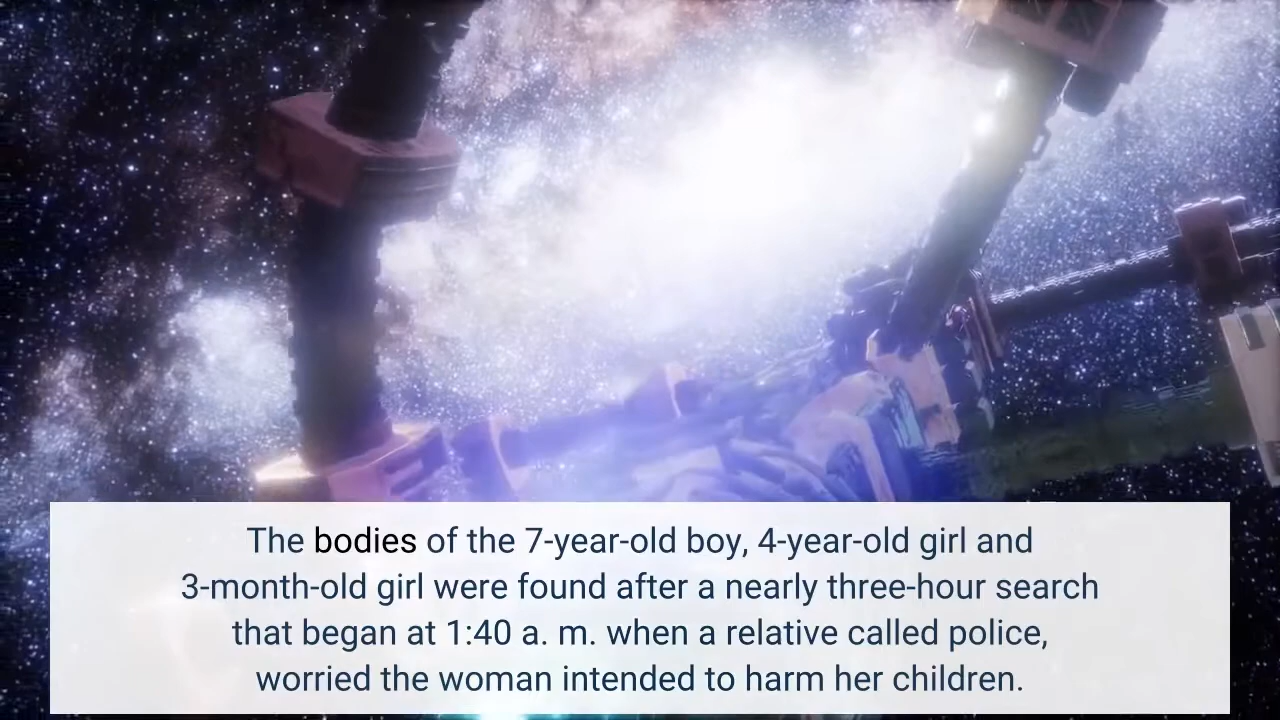 The bodies of the 7-year-old boy, 4-year-old girl and
3-month-old girl were found after a nearly three-hour search
that began at 1:40 a. m. when a relative called police,
worried the woman intended to harm her children.